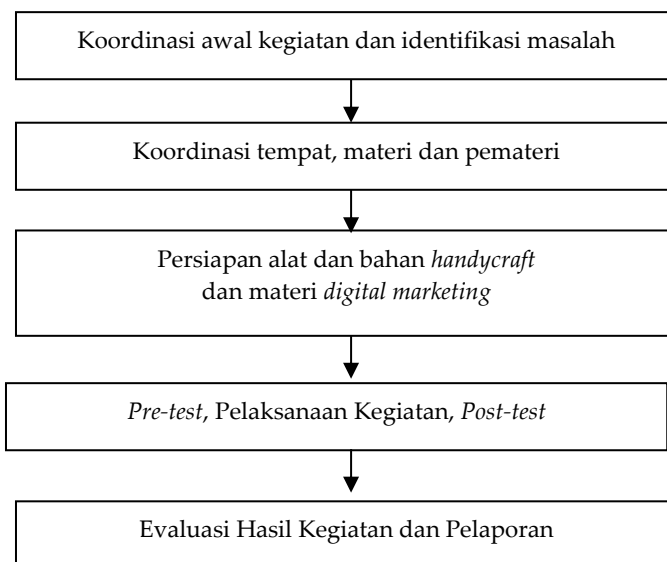 Koordinasi awal kegiatan dan identifikasi masalah
Koordinasi tempat, materi dan pemateri
Persiapan alat dan bahan handycraft
dan materi digital marketing
Pre-test, Pelaksanaan Kegiatan, Post-test
Evaluasi Hasil Kegiatan dan Pelaporan